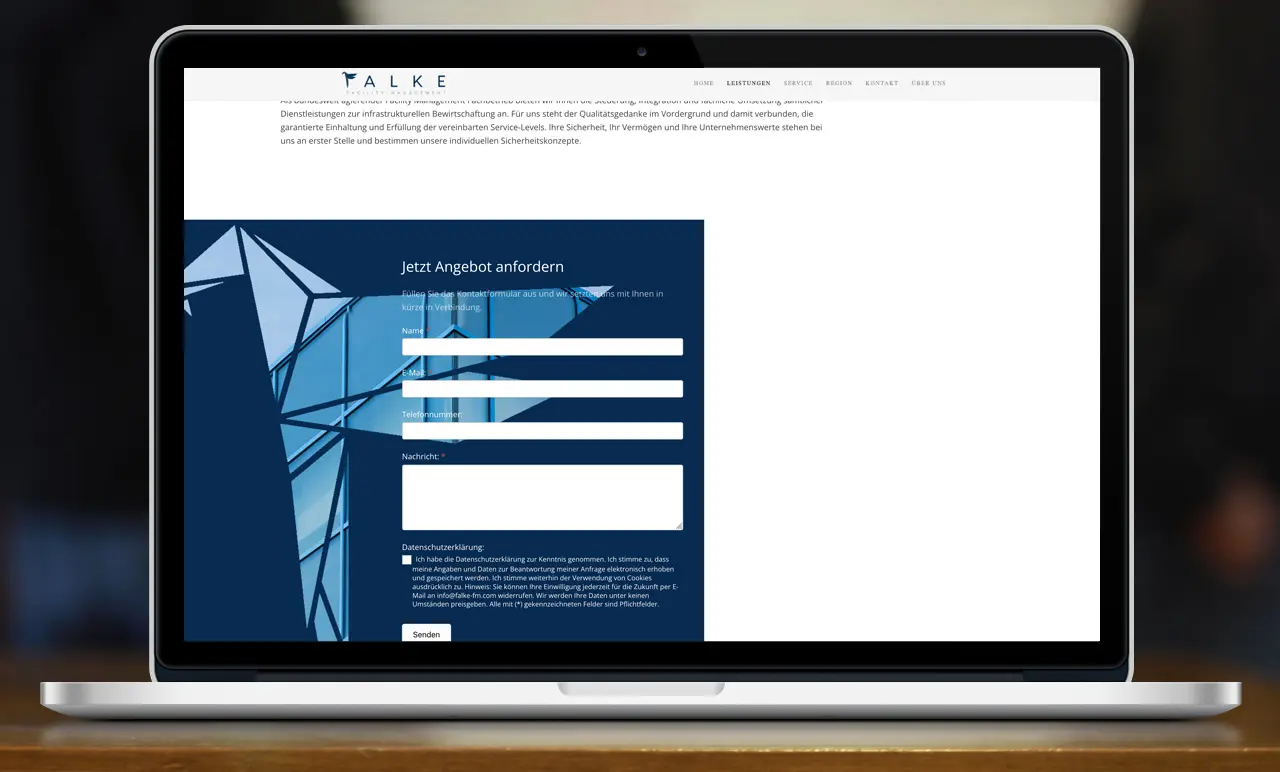 FALKE
FACILITY MANAGEMENT
HOME LEISTUNGEN SERVICE REGION KONTAKT ÜBER UNS
Als bundesweit agierender Facility Management Fachbetrieb bieten wir Ihnen die Steuerung, Integration und fachliche Umsetzung sämtlicher
Dienstleistungen zur infrastrukturellen Bewirtschaftung an. Für uns steht der Qualitätsgedanke im Vordergrund und damit verbunden, die
garantierte Einhaltung und Erfüllung der vereinbarten Service-Levels. Ihre Sicherheit, Ihr Vermögen und Ihre Unternehmenswerte stehen bei
uns an erster Stelle und bestimmen unsere individuellen Sicherheitskonzepte.
Jetzt Angebot anfordern
Füllen Sie das Kontaktformular aus und wir setzten uns mit Ihnen in
kürze in Verbindung.
Name *
E-Mail:
Telefonnummer:
Nachricht: *
Datenschutzerklärung:
Ich habe die Datenschutzerklärung zur Kenntnis genommen. Ich stimme zu, dass
meine Angaben und Daten zur Beantwortung meiner Anfrage elektronisch erhoben
und gespeichert werden. Ich stimme weiterhin der Verwendung von Cookies
ausdrücklich zu. Hinweis: Sie können Ihre Einwilligung jederzeit für die Zukunft per E-
Mail an info@falke-fm.com widerrufen. Wir werden Ihre Daten unter keinen
Umständen preisgeben. Alle mit (*) gekennzeichneten Felder sind Pflichtfelder.
Senden